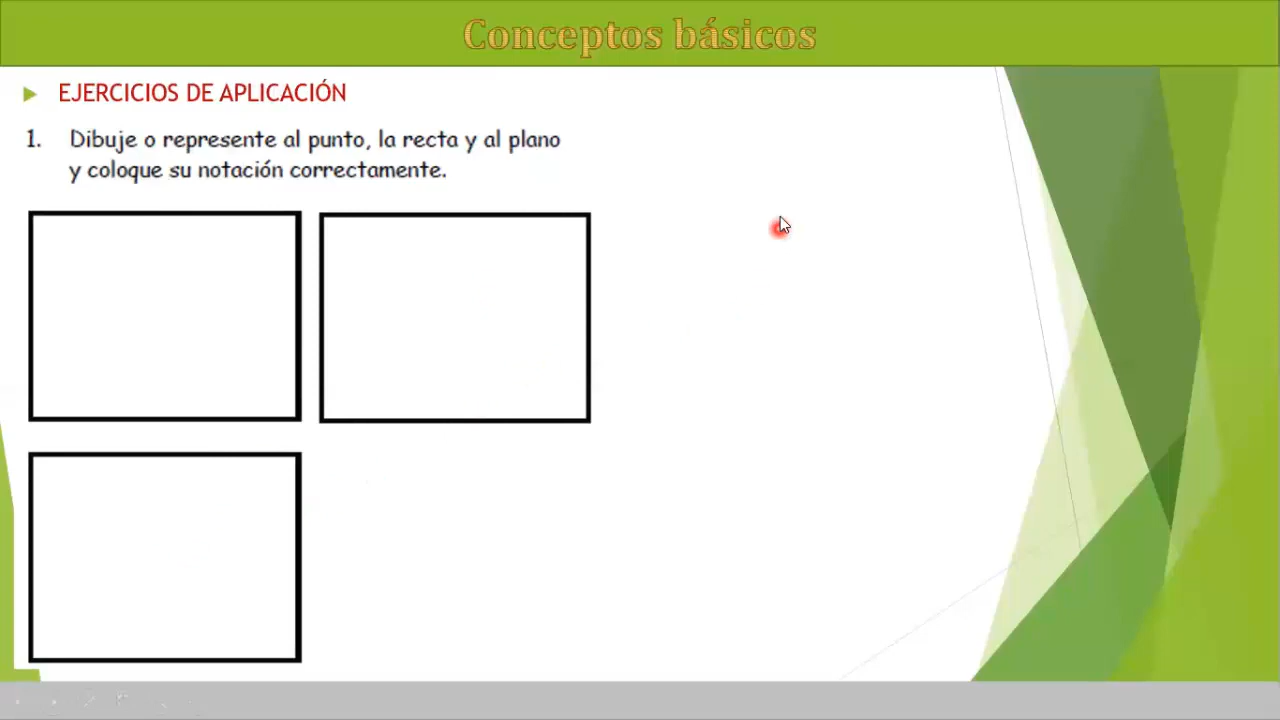 Conceptos básicos
EJERCICIOS DE APLICACIÓN
1. Dibuje o represente al punto, la recta y al plano
y coloque su notación correctamente.